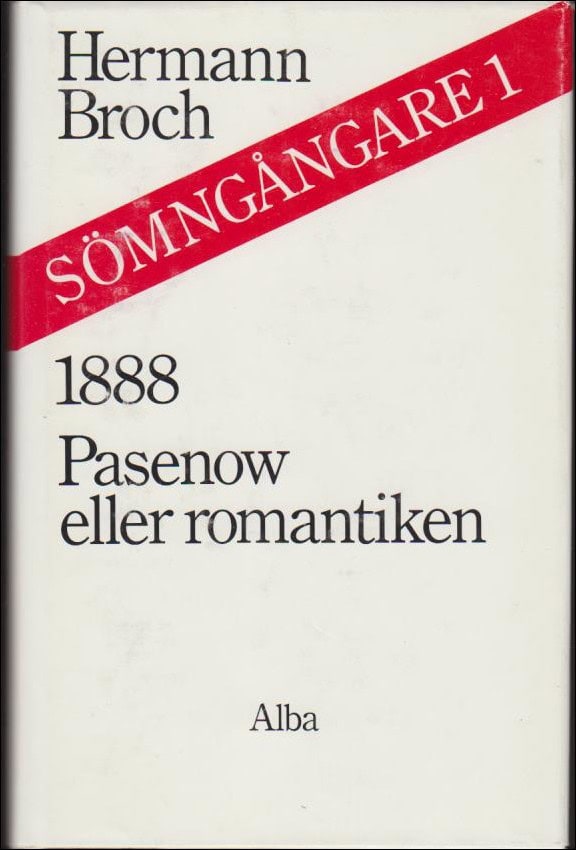 Hermann
Broch
SÖMNGÅNGARE 1
1888
Pasenow
eller romantiken
Alba